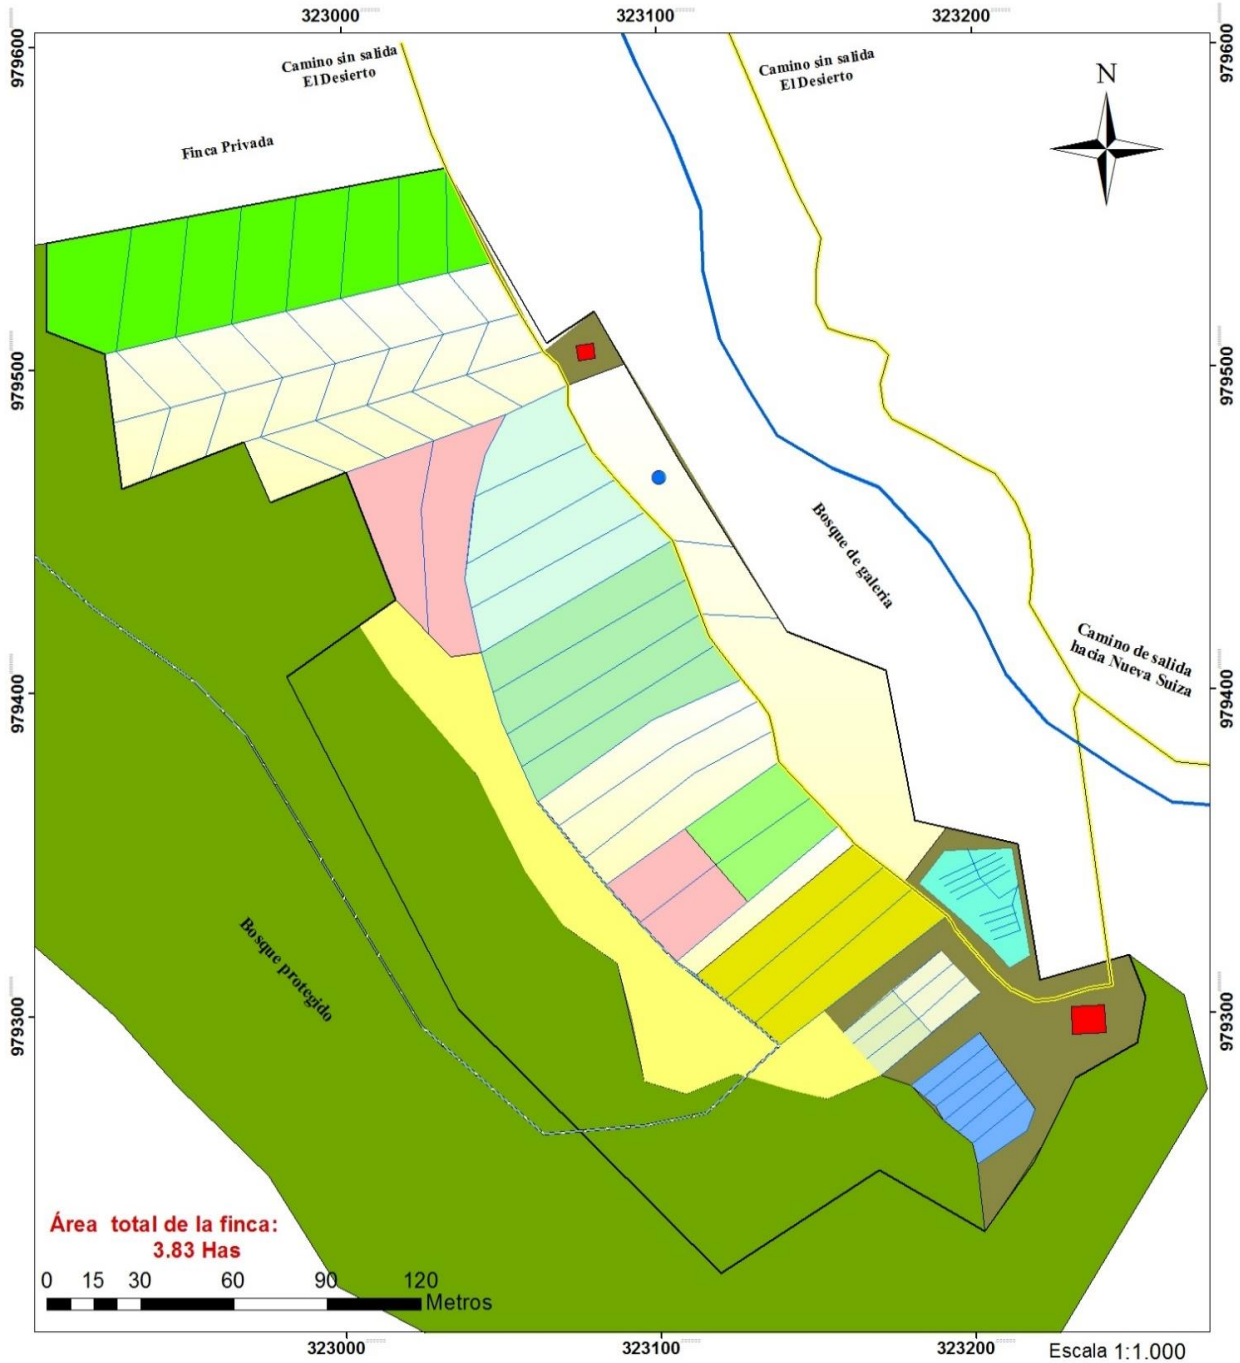 323000
323100
323200
979600
979600
Camino sin salida
El Desierto
Camino sin salida
El Desierto
N
Finca Privada
979500
979500
Bosque de galeria
Camino de salida
hacia Nueva Suiza
979400
979400
Bosque protegido
979300
979300
Área total de la finca:
3.83 Has
0 15 30 60 90 120
Metros
323000
323100
323200
Escala 1:1.000